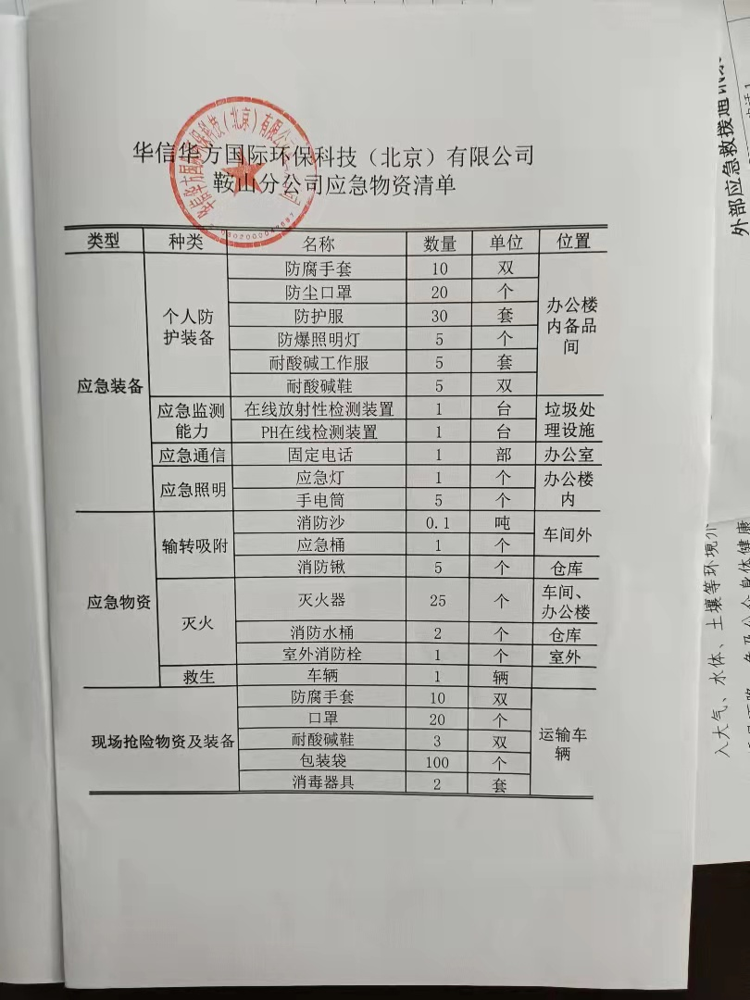 华信华方国际环保科技（北京）有限公司
鞍山分公司应急物资清单
类型 种类 名称 数量 单位 位置
应急装备 个人防护装备 防腐手套 10 双 办公楼内备品间
防尘口罩 20 个
防护服 30 套
防爆照明灯 5 个
耐酸碱工作服 5 套
耐酸碱鞋 5 双
应急监测能力 在线放射性检测装置 1 台 垃圾处理设施
PH在线检测装置 1 台
应急通信 固定电话 1 部 办公室
应急照明 应急灯 1 个 办公楼内
手电筒 5 个
应急物资 输转吸附 消防沙 0.1 吨 车间外
应急桶 1 个
消防锹 5 个 仓库
灭火 灭火器 25 个 车间、办公楼
消防水桶 2 个 仓库
室外消防栓 1 个 室外
救生 车辆 1 辆
现场抢险物资及装备 防腐手套 10 双 运输车辆
口罩 20 个
耐酸碱鞋 3 双
包装袋 100 个
消毒器具 2 套
外部应急救援通讯
入大气、水体、土壤等环境介